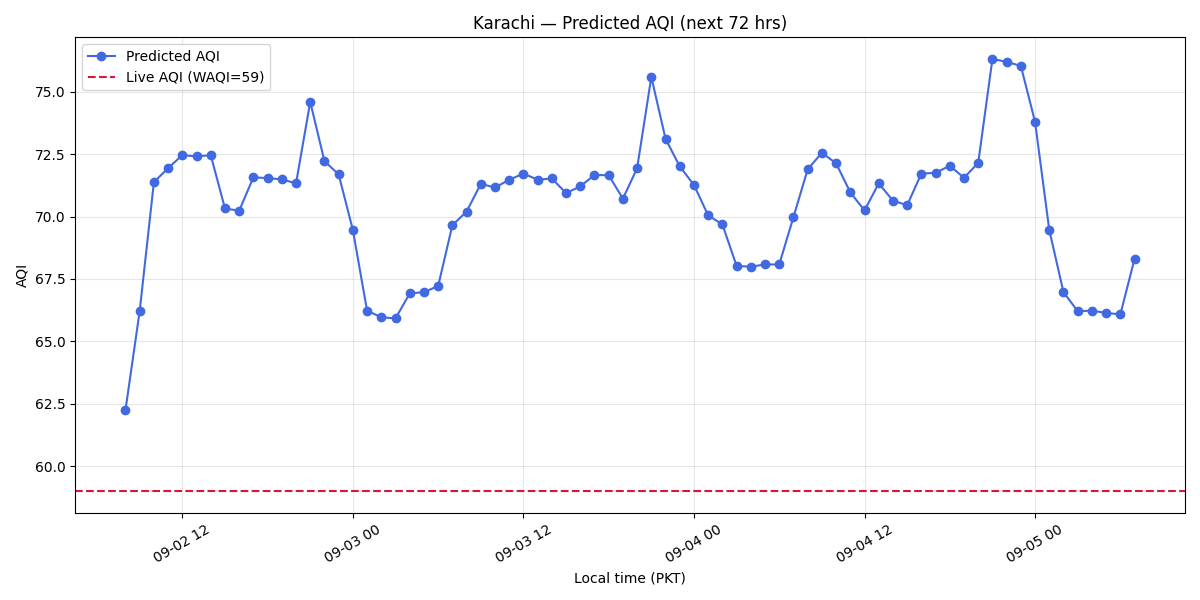 Karachi — Predicted AQI (next 72 hrs)
Predicted AQI
Live AQI (WAQI=59)
75.0
72.5
70.0
67.5
65.0
62.5
60.0
AQI
09-02 12
09-03 00
09-03 12
09-04 00
09-04 12
09-05 00
Local time (PKT)